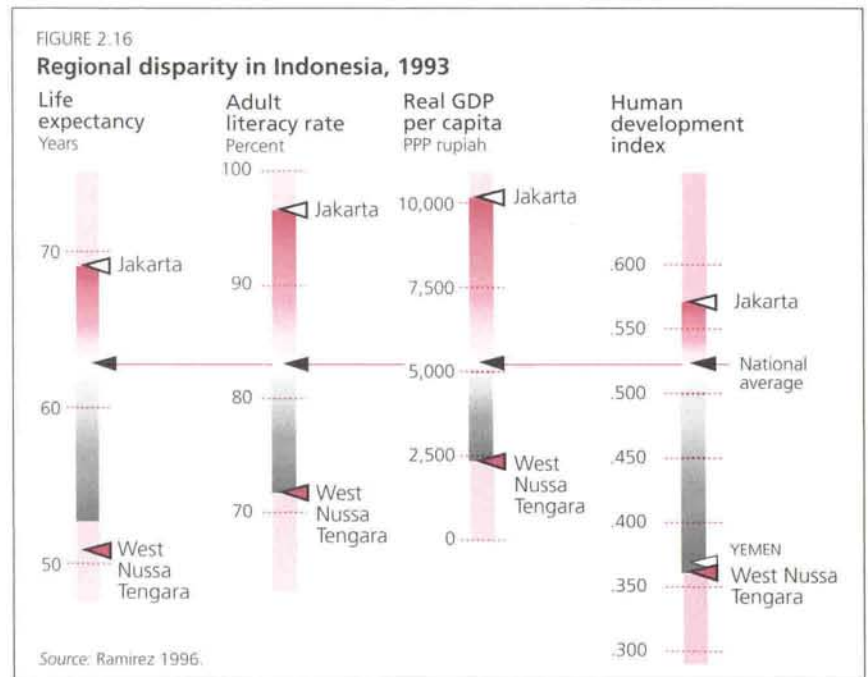 FIGURE 2.16
Regional disparity in Indonesia, 1993
Life
expectancy
Years
70
Jakarta
60
50
West
Nussa
Tengara
Adult
literacy rate
Percent
100
Jakarta
90
80
70
West
Nussa
Tengara
Real GDP
per capita
PPP rupiah
10,000
Jakarta
7,500
5,000
2,500
West
Nussa
Tengara
0
Human
development
index
.600
Jakarta
.550
National
average
.500
.450
.400
YEMEN
West Nussa
Tengara
.350
.300
Source: Ramirez 1996.